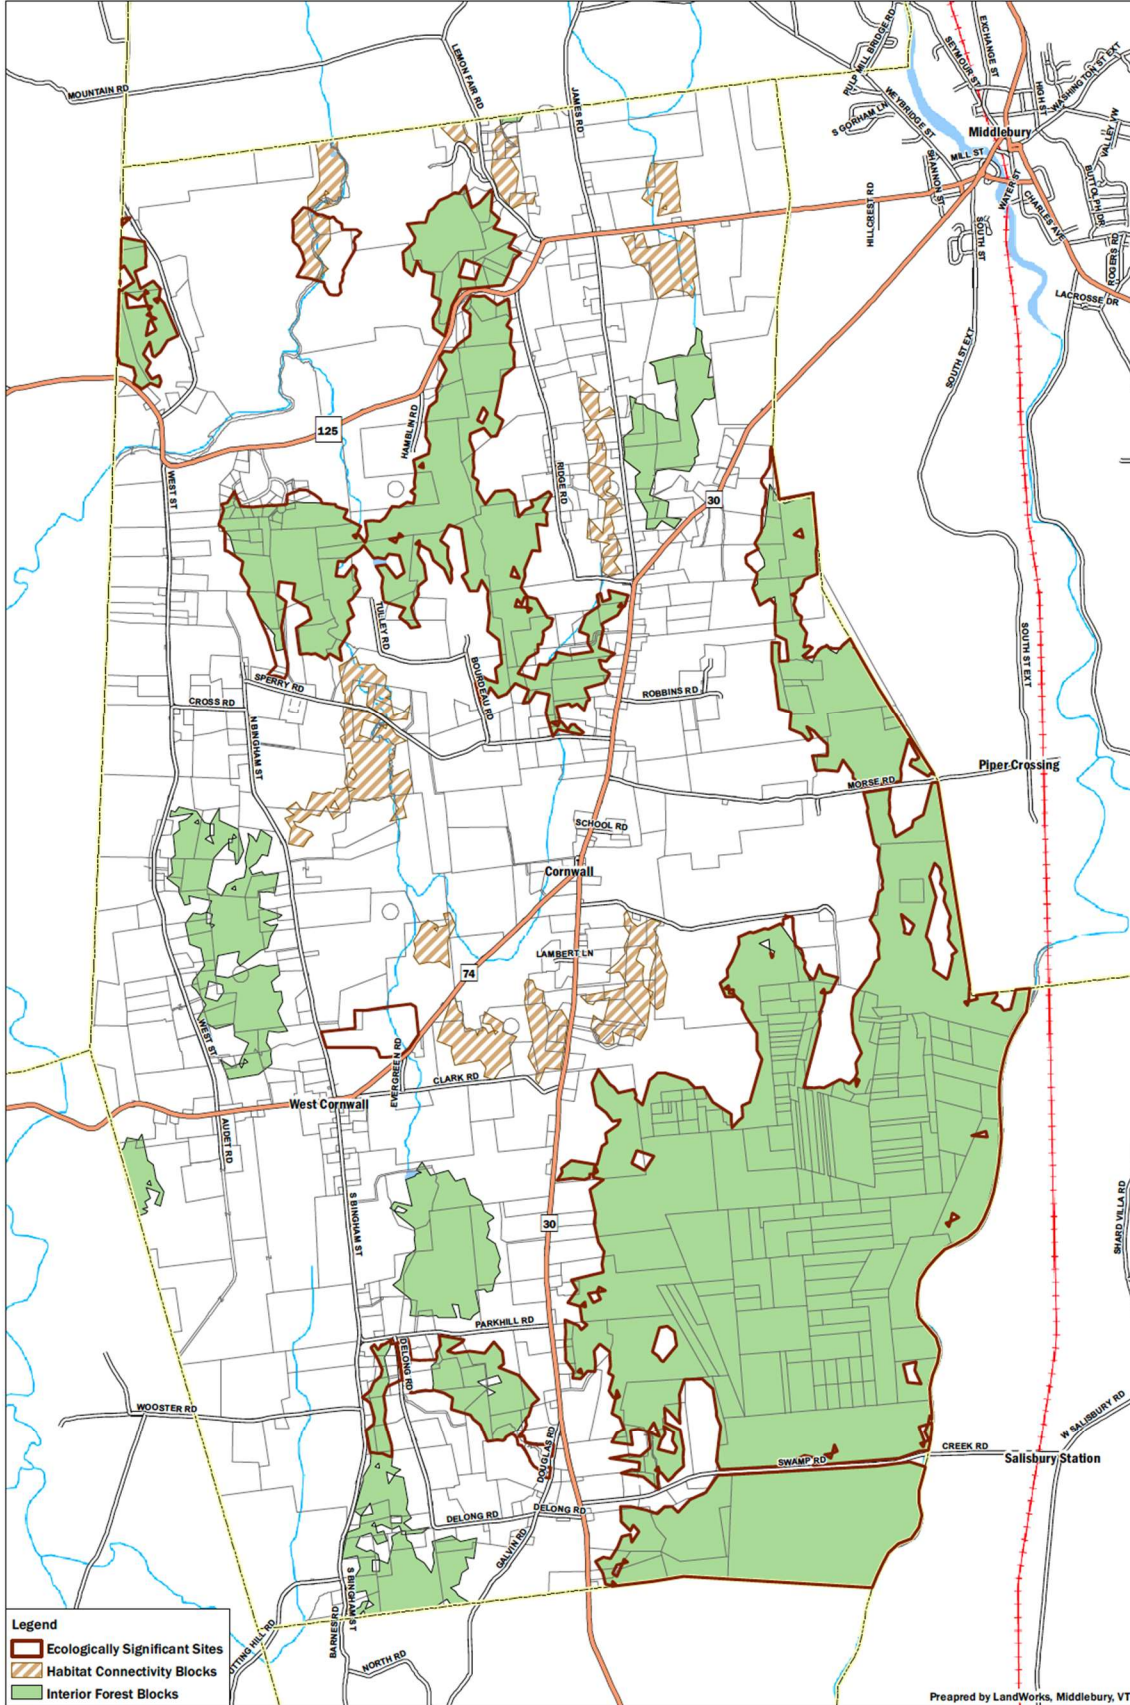 MOUNTAIN RD
LEMON FAIR RD
JAMES RD
PULP MILL BRIDGE RD
SEYMOUR ST
EXCHANGE ST
HIGH ST
WASHINGTON ST EXT
WEYBRIDGE ST
S GORHAM LN
Middlebury
VALLEY VW
MILL ST
SHANNON ST
BUTTOLPH DR
HILLCREST RD
WATER ST
CHARLES AVE
SOUTH ST
ROGERS RD
LACROSSE DR
SOUTH ST EXT
125
HAMBLIN RD
WEST ST
RIDGE RD
30
TULLEY RD
SOUTH ST EXT
SPERRY RD
BOURDEAU RD
ROBBINS RD
CROSS RD
N BINGHAM ST
Piper Crossing
MORSE RD
SCHOOL RD
Cornwall
LAMBERT LN
74
WEST ST
EVERGREEN RD
CLARK RD
West Cornwall
AUDET RD
S BINGHAM ST
30
SHARD VILLA RD
PARKHILL RD
DELONG RD
WOOSTER RD
W SALISBURY RD
DOUGLAS RD
CREEK RD
SWAMP RD
Salisbury Station
DELONG RD
DELONG RD
GALVIN RD
S BINGHAM ST
BARNES RD
UTTING HILL RD
NORTH RD
Legend
Ecologically Significant Sites
Habitat Connectivity Blocks
Interior Forest Blocks
Preapred by LandWorks, Middlebury, VT